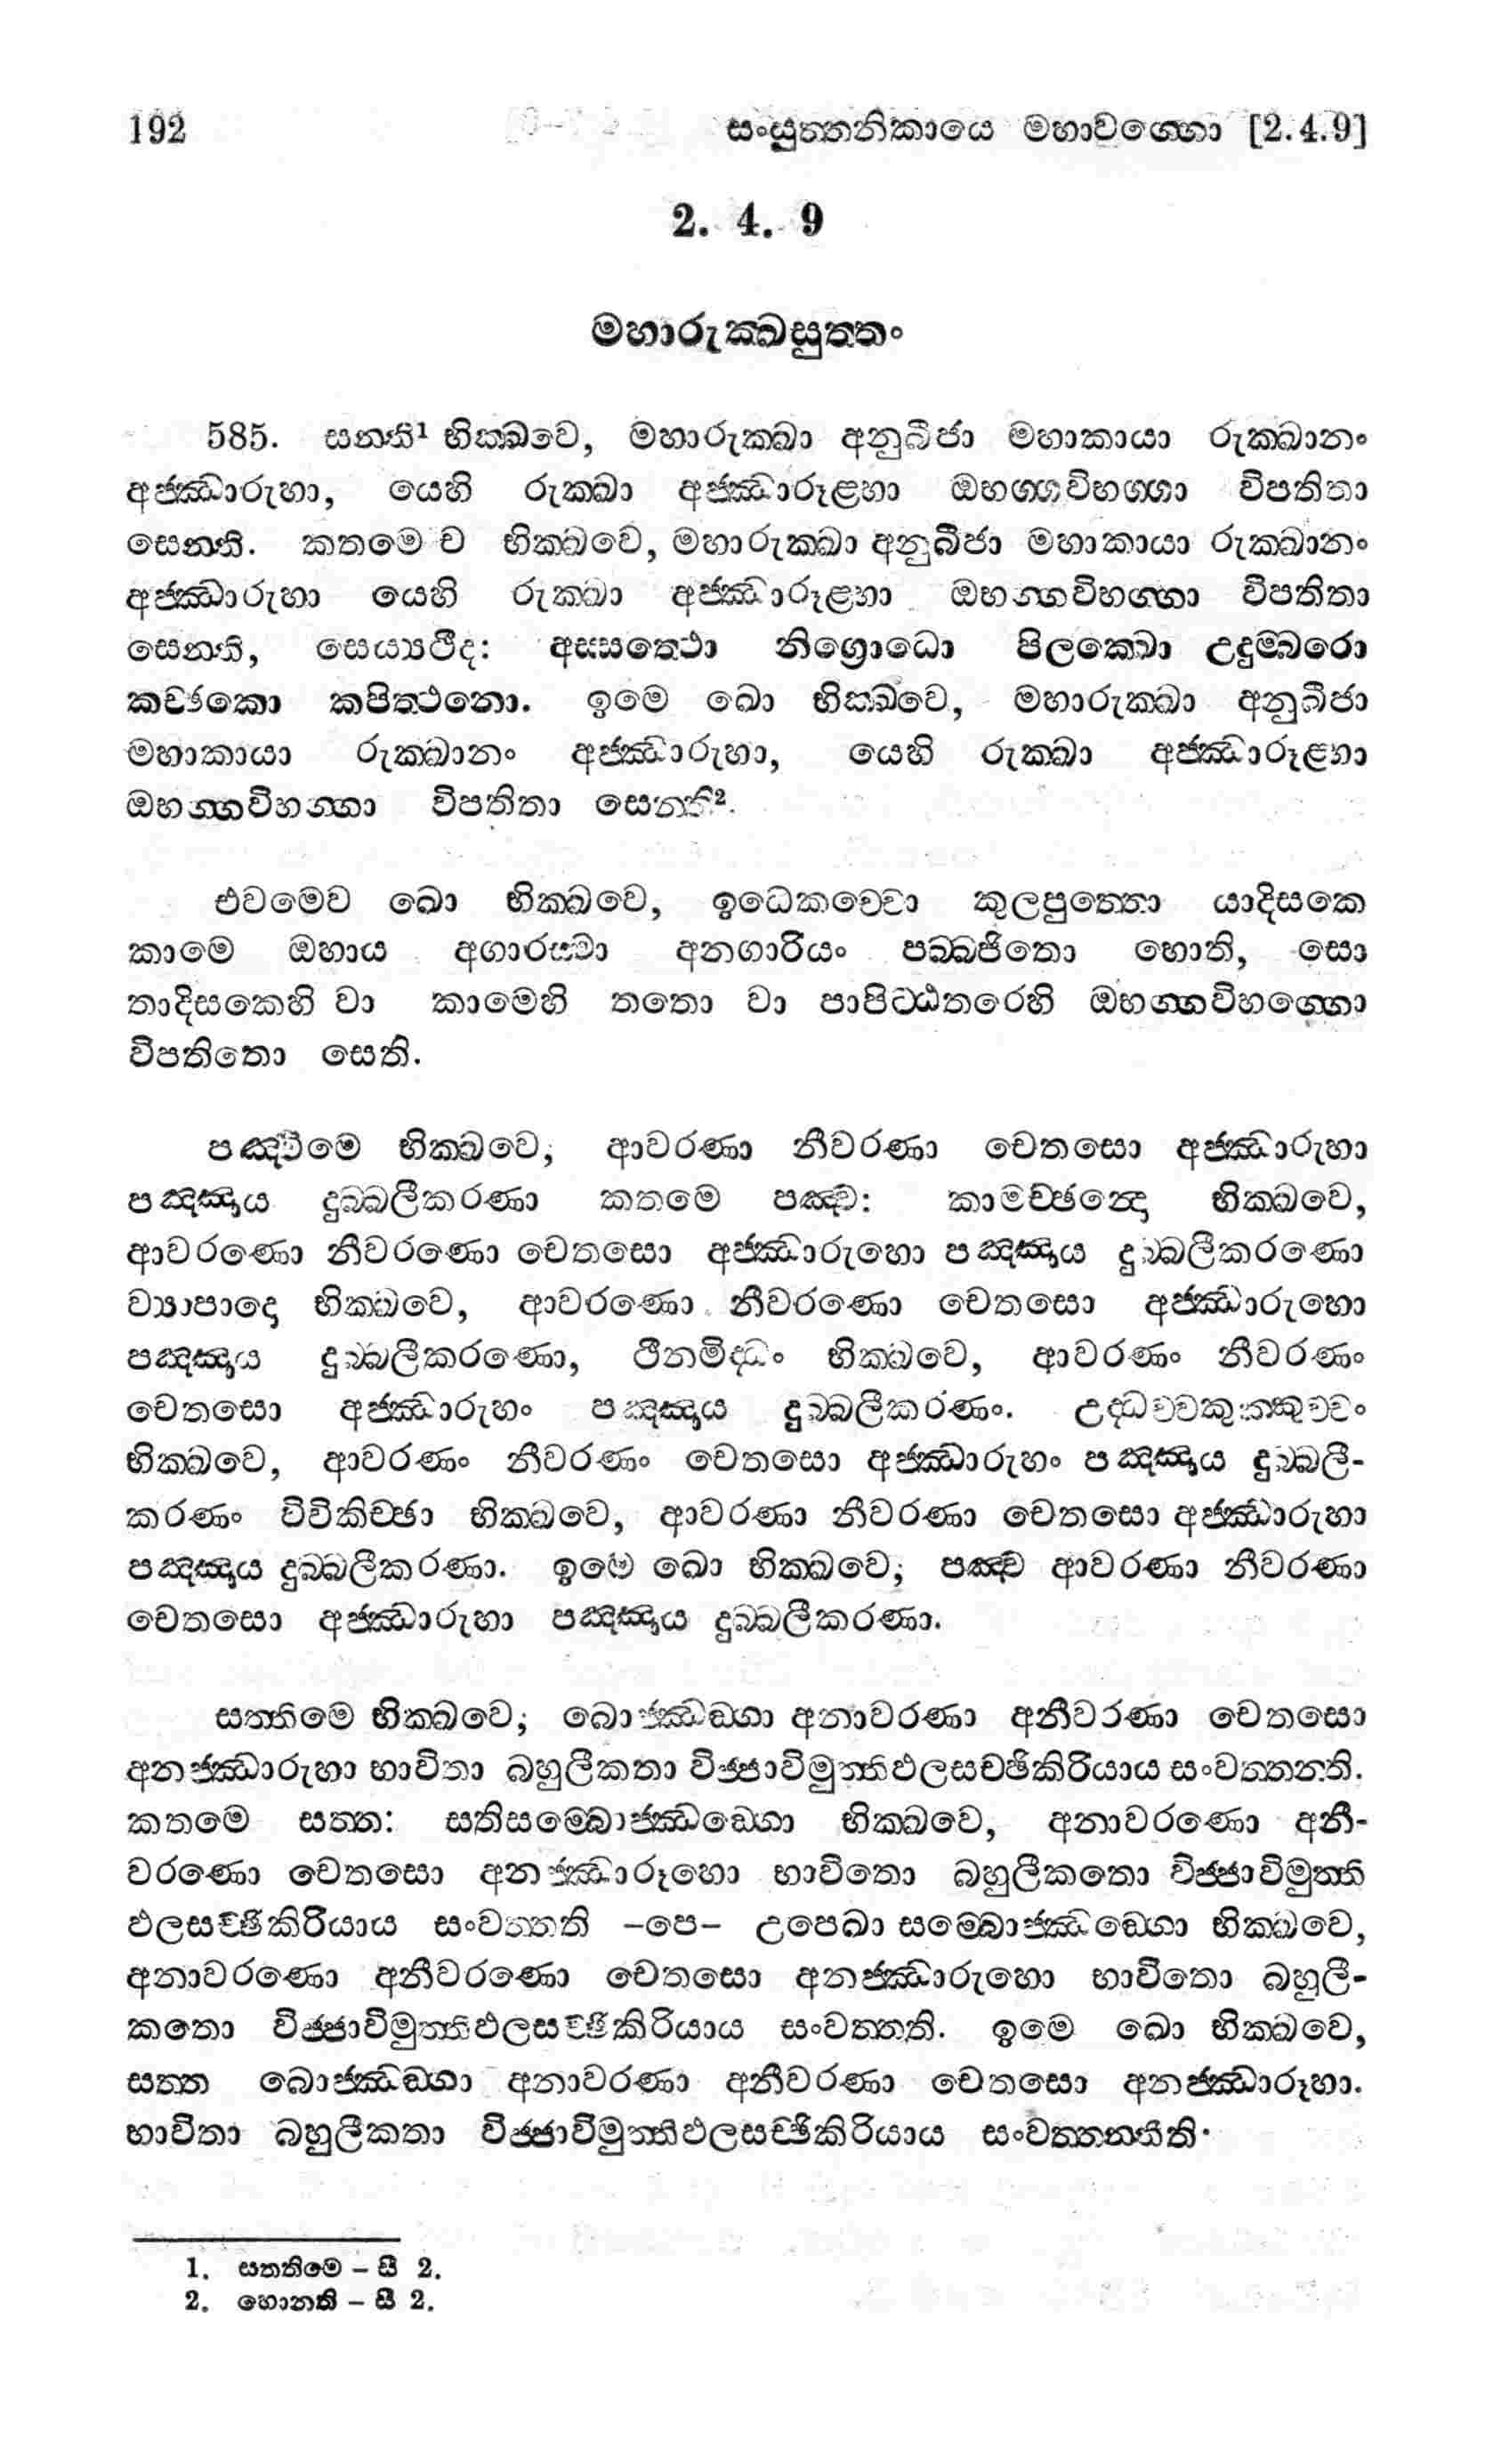 192 සංයුත්තනිකායෙ මහාවග්ගො [2.4.9]
2. 4. 9
මහාරුක්ඛසුත්තං
585. සන්ති¹ භික්ඛවෙ, මහාරුක්ඛා අනුබීජා මහාකායා රුක්ඛානං
අජ්ඣාරුහා, යෙහි රුක්ඛා අජ්ඣාරූළහා ඔභග්ගවිභග්ගා විපතිතා
සෙන්ති. කතමෙ ච භික්ඛවෙ, මහාරුක්ඛා අනුබීජා මහාකායා රුක්ඛානං
අජ්ඣාරුහා යෙහි රුක්ඛා අජ්ඣාරූළහා ඔභග්ගවිභග්ගා විපතිතා
සෙන්ති, සෙය්‍යථීද: අස්සත්ථො නිග්‍රොධො පිලක්ඛො උදුම්බරො
කච්ඡකො කපිත්ථනො. ඉමෙ ඛො භික්ඛවෙ, මහාරුක්ඛා අනුබීජා
මහාකායා රුක්ඛානං අජ්ඣාරුහා, යෙහි රුක්ඛා අජ්ඣාරූළහා
ඔභග්ගවිභග්ගා විපතිතා සෙන්ති².
එවමෙව ඛො භික්ඛවෙ, ඉධෙකච්චො කුලපුත්තො යාදිසකෙ
කාමෙ ඔහාය අගාරස්මා අනගාරියං පබ්බජිතො හොති, සො
තාදිසකෙහි වා කාමෙහි තතො වා පාපිට්ඨතරෙහි ඔභග්ගවිභග්ගො
විපතිතො සෙති.
පඤ්චිමෙ භික්ඛවෙ, ආවරණා නීවරණා චෙතසො අජ්ඣාරුහා
පඤ්ඤාය දුබ්බලීකරණා කතමෙ පඤ්ච: කාමච්ඡන්දො භික්ඛවෙ,
ආවරණො නීවරණො චෙතසො අජ්ඣාරුහො පඤ්ඤාය දුබ්බලීකරණො
ව්‍යාපාදො භික්ඛවෙ, ආවරණො නීවරණො චෙතසො අජ්ඣාරුහො
පඤ්ඤාය දුබ්බලීකරණො, ථීනමිද්ධං භික්ඛවෙ, ආවරණං නීවරණං
චෙතසො අජ්ඣාරුහං පඤ්ඤාය දුබ්බලීකරණං. උද්ධච්චකුක්කුච්චං
භික්ඛවෙ, ආවරණං නීවරණං චෙතසො අජ්ඣාරුහං පඤ්ඤාය දුබ්බලී-
කරණං විචිකිච්ඡා භික්ඛවෙ, ආවරණා නීවරණා චෙතසො අජ්ඣාරුහා
පඤ්ඤාය දුබ්බලීකරණා. ඉමෙ ඛො භික්ඛවෙ, පඤ්ච ආවරණා නීවරණා
චෙතසො අජ්ඣාරුහා පඤ්ඤාය දුබ්බලීකරණා.
සත්තිමෙ භික්ඛවෙ, බොජ්ඣඞ්ගා අනාවරණා අනීවරණා චෙතසො
අනජ්ඣාරුහා භාවිතා බහුලීකතා විජ්ජාවිමුත්තිඵලසච්ඡිකිරියාය සංවත්තන්ති.
කතමෙ සත්ත: සතිසම්බොජ්ඣඞ්ගො භික්ඛවෙ, අනාවරණො අනී-
වරණො චෙතසො අනජ්ඣාරූහො භාවිතො බහුලීකතො විජ්ජාවිමුත්ති
ඵලසච්ඡිකිරියාය සංවත්තති –පෙ– උපෙඛා සම්බොජ්ඣඞ්ගො භික්ඛවෙ,
අනාවරණො අනීවරණො චෙතසො අනජ්ඣාරුහො භාවිතො බහුලී-
කතො විජ්ජාවිමුත්තිඵලසච්ඡිකිරියාය සංවත්තති. ඉමෙ ඛො භික්ඛවෙ,
සත්ත බොජ්ඣඞ්ගා අනාවරණා අනීවරණා චෙතසො අනජ්ඣාරූහා.
භාවිතා බහුලීකතා විජ්ජාවිමුත්තිඵලසච්ඡිකිරියාය සංවත්තන්තීති.
1. සතතිමෙ – සී 2.
2. හොනති – සී 2.